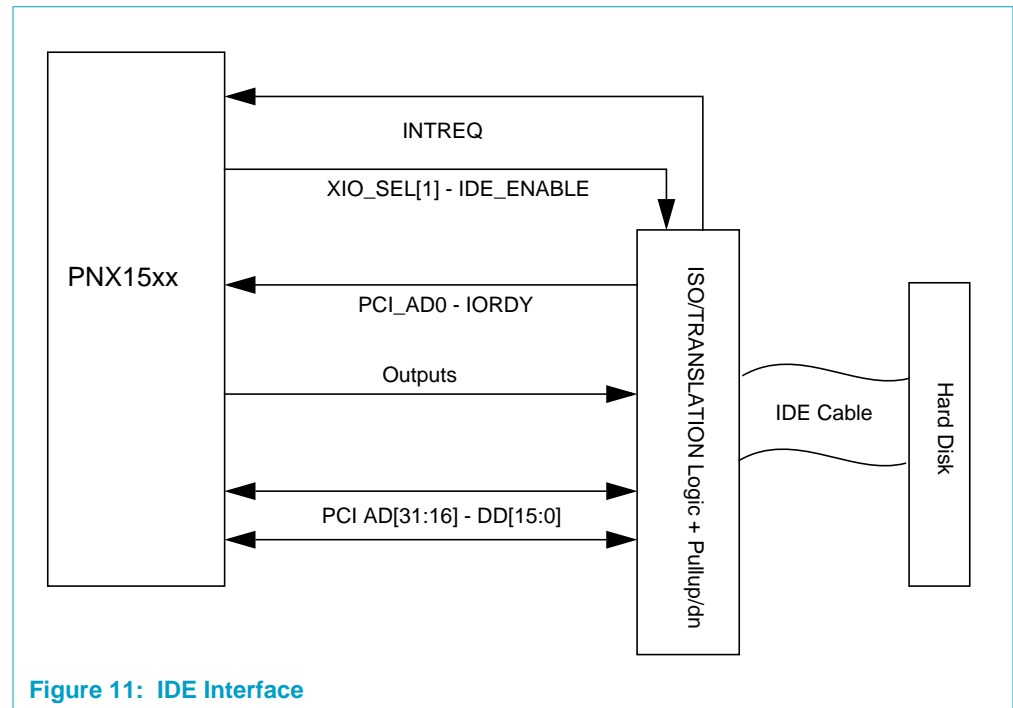 INTREQ
XIO_SEL[1] - IDE_ENABLE
PNX15xx
PCI_AD0 - IORDY
Outputs
PCI AD[31:16] - DD[15:0]
ISO/TRANSLATION Logic + Pullup/dn
IDE Cable
Hard Disk
Figure 11: IDE Interface